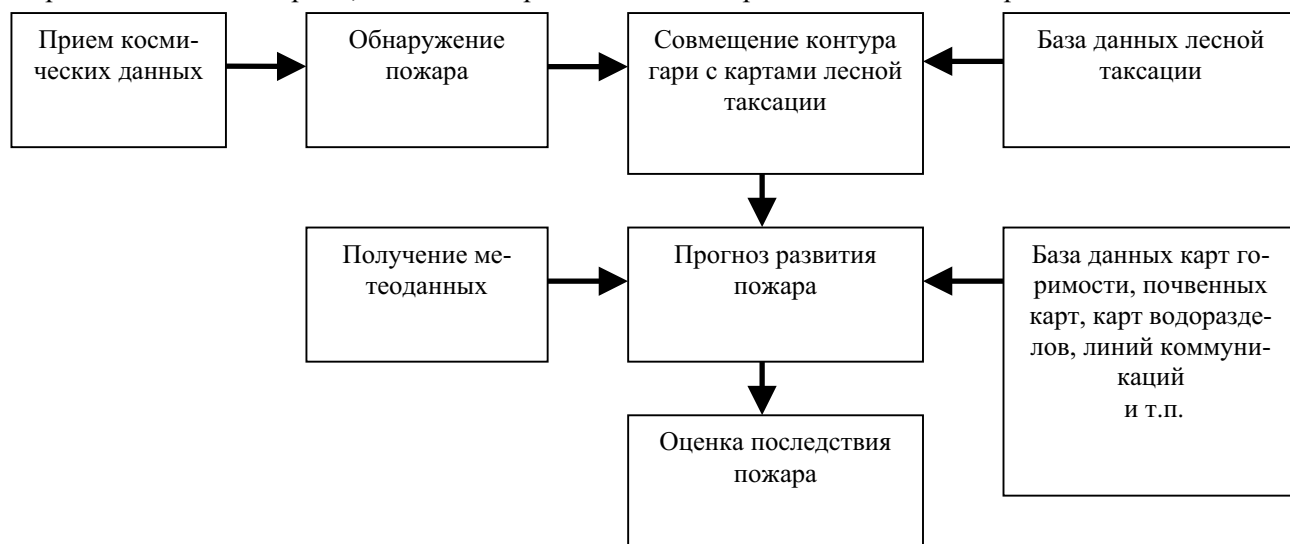 Прием косми-
ческих данных
Обнаружение
пожара
Совмещение контура
гари с картами лесной
таксации
База данных лесной
таксации
Получение ме-
теоданных
Прогноз развития
пожара
База данных карт го-
римости, почвенных
карт, карт водоразде-
лов, линий коммуни-
каций
и т.п.
Оценка последствия
пожара